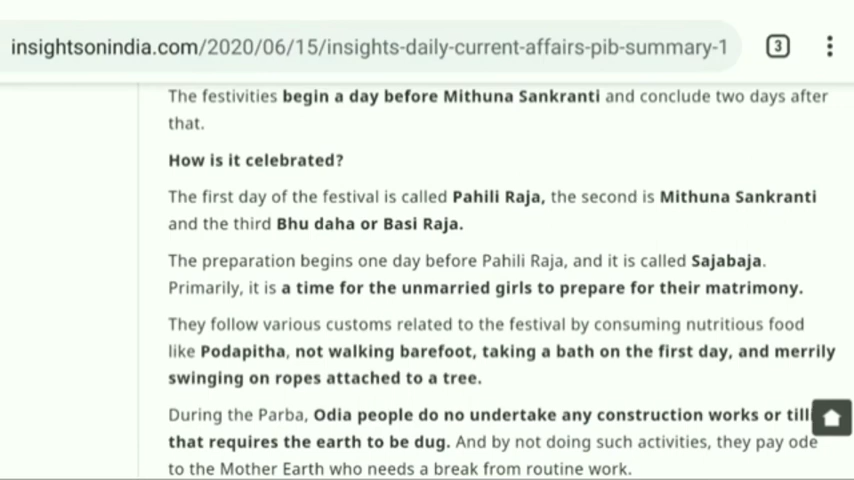 insightsonindia.com/2020/06/15/insights-daily-current-affairs-pib-summary-1
3
The festivities begin a day before Mithuna Sankranti and conclude two days after
that.
How is it celebrated?
The first day of the festival is called Pahili Raja, the second is Mithuna Sankranti
and the third Bhu daha or Basi Raja.
The preparation begins one day before Pahili Raja, and it is called Sajabaja.
Primarily, it is a time for the unmarried girls to prepare for their matrimony.
They follow various customs related to the festival by consuming nutritious food
like Podapitha, not walking barefoot, taking a bath on the first day, and merrily
swinging on ropes attached to a tree.
During the Parba, Odia people do no undertake any construction works or till
that requires the earth to be dug. And by not doing such activities, they pay ode
to the Mother Earth who needs a break from routine work.